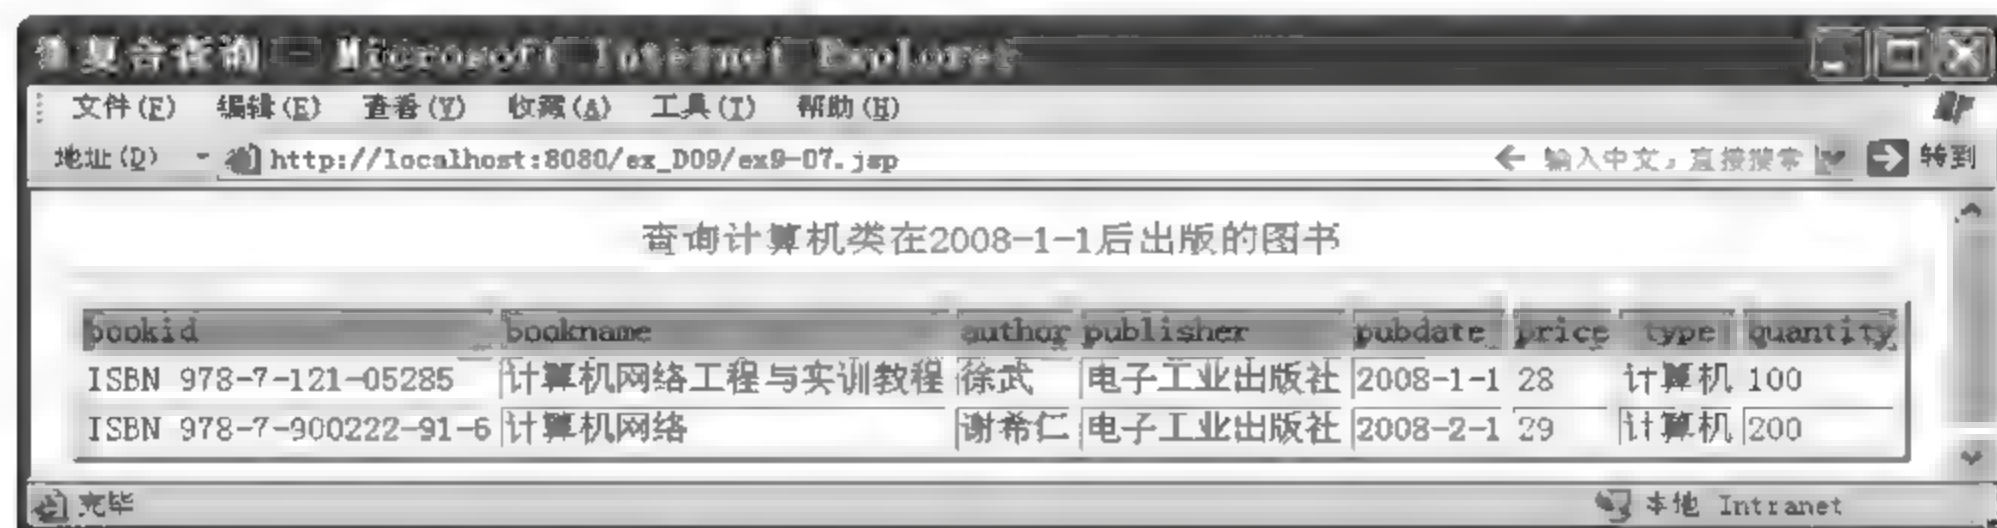 复合查询 - Microsoft Internet Explorer
文件(F) 编辑(E) 查看(V) 收藏(A) 工具(T) 帮助(H)
地址(D) http://localhost:8080/ex_D09/ex9-07.jsp 输入中文,直接搜索 转到
查询计算机类在2008-1-1后出版的图书
bookid bookname author publisher pubdate price type quantity
ISBN 978-7-121-05285 计算机网络工程与实训教程 徐武 电子工业出版社 2008-1-1 28 计算机 100
ISBN 978-7-900222-91-6 计算机网络 谢希仁 电子工业出版社 2008-2-1 29 计算机 200
完毕 本地 Intranet